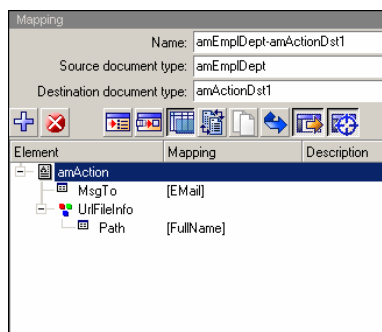 Mapping
Name: amEmplDept-amActionDst1
Source document type: amEmplDept
Destination document type: amActionDst1
Element Mapping Description
amAction
MsgTo [EMail]
UrlFileInfo
Path [FullName]